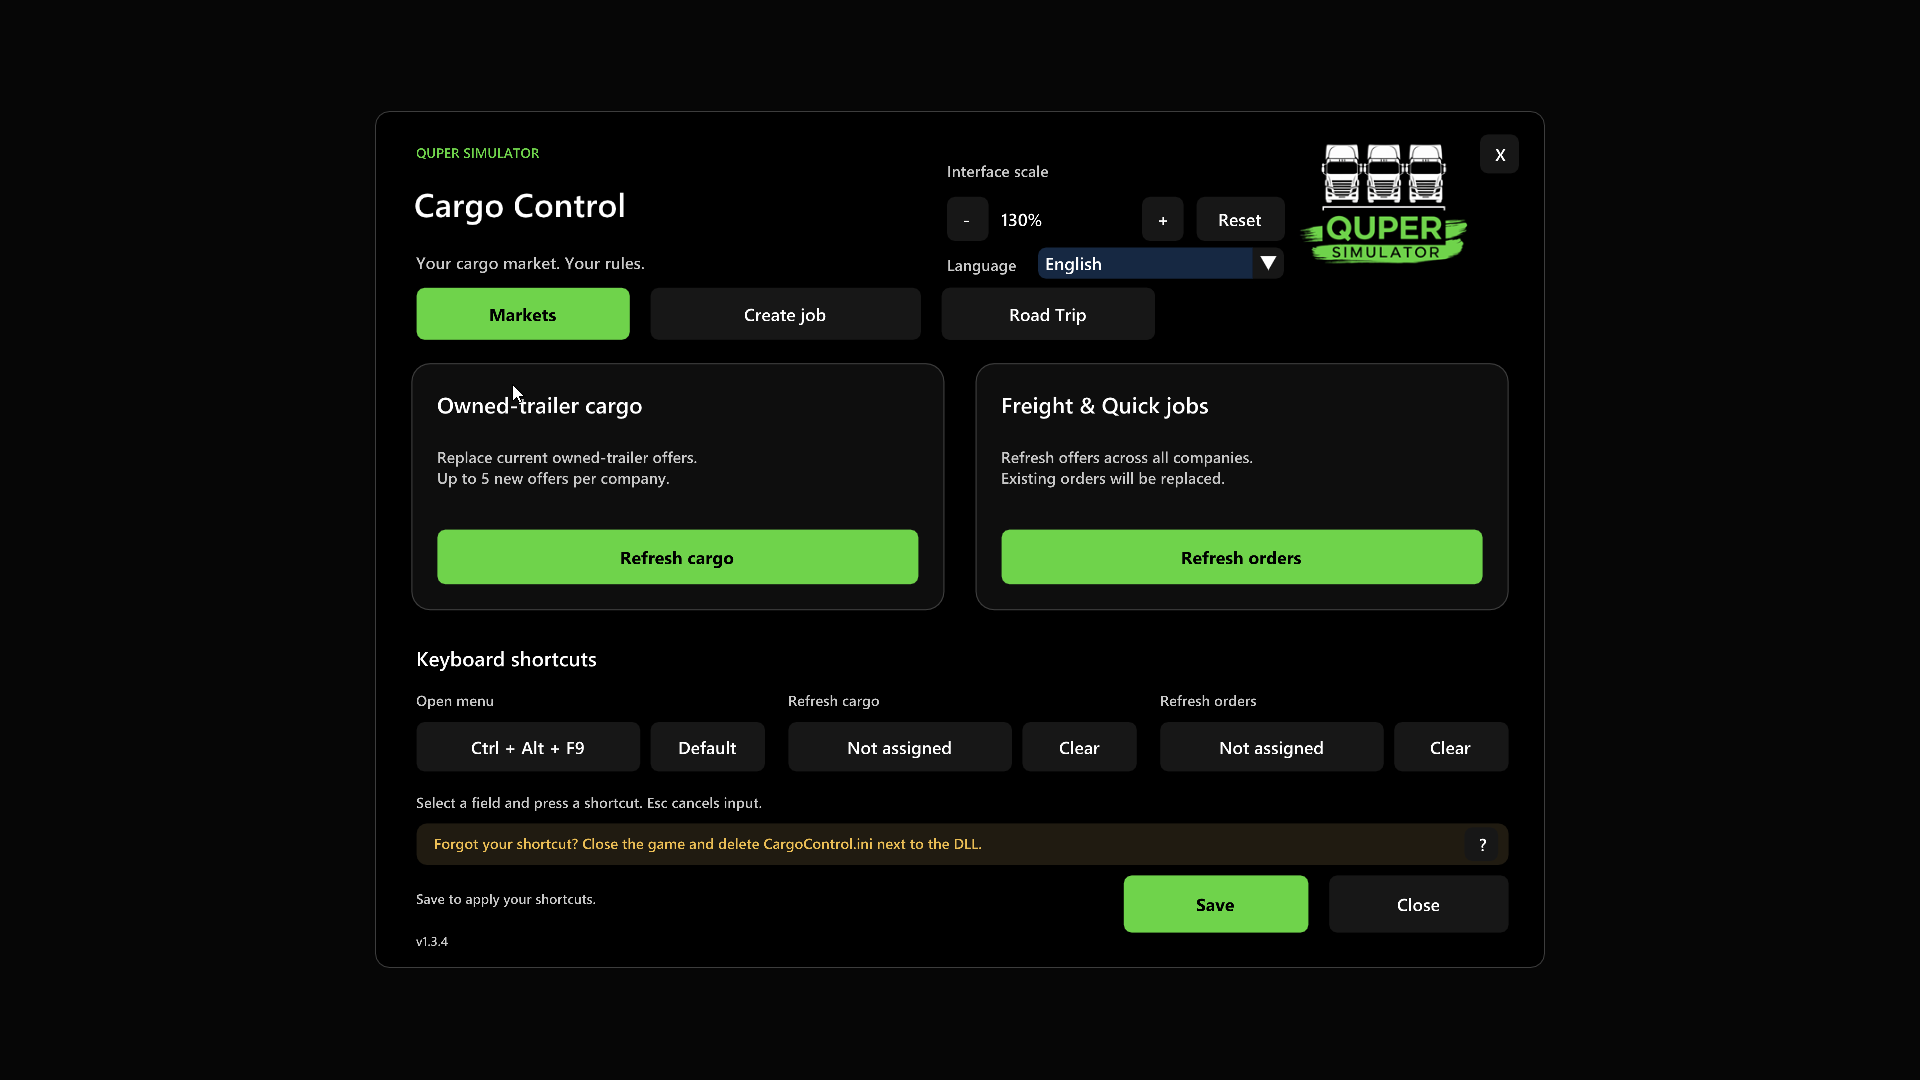 QUPER SIMULATOR
Cargo Control
Your cargo market. Your rules.
Interface scale
-
130%
+
Reset
Language
English
QUPER
SIMULATOR
X
Markets
Create job
Road Trip
Owned-trailer cargo
Replace current owned-trailer offers.
Up to 5 new offers per company.
Refresh cargo
Freight & Quick jobs
Refresh offers across all companies.
Existing orders will be replaced.
Refresh orders
Keyboard shortcuts
Open menu
Refresh cargo
Refresh orders
Ctrl + Alt + F9
Default
Not assigned
Clear
Not assigned
Clear
Select a field and press a shortcut. Esc cancels input.
Forgot your shortcut? Close the game and delete CargoControl.ini next to the DLL.
?
Save to apply your shortcuts.
Save
Close
v1.3.4